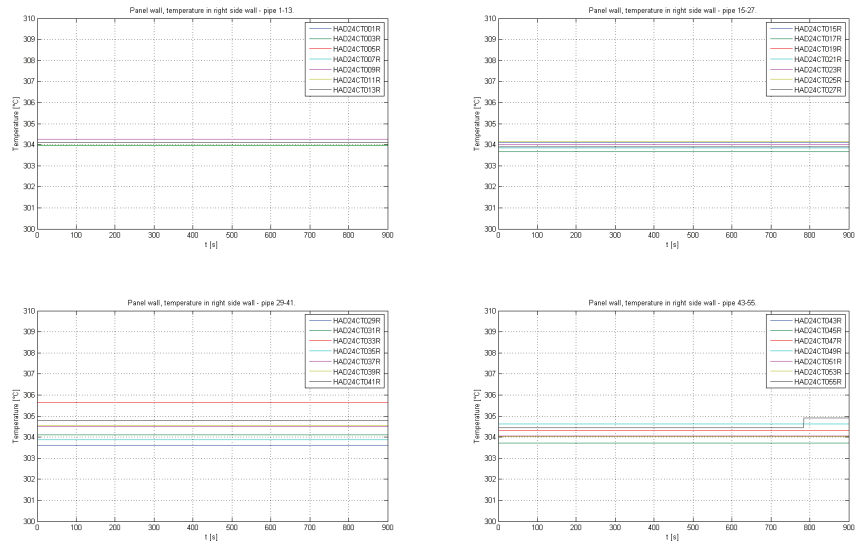 Panel wall, temperature in right side wall - pipe 1-13.
Temperature [°C]
310
309
308
307
306
305
304
303
302
301
300
0 100 200 300 400 500 600 700 800 900
t [s]
HAD24CT001R
HAD24CT003R
HAD24CT005R
HAD24CT007R
HAD24CT009R
HAD24CT011R
HAD24CT013R
Panel wall, temperature in right side wall - pipe 15-27.
Temperature [°C]
310
309
308
307
306
305
304
303
302
301
300
0 100 200 300 400 500 600 700 800 900
t [s]
HAD24CT015R
HAD24CT017R
HAD24CT019R
HAD24CT021R
HAD24CT023R
HAD24CT025R
HAD24CT027R
Panel wall, temperature in right side wall - pipe 29-41.
Temperature [°C]
310
309
308
307
306
305
304
303
302
301
300
0 100 200 300 400 500 600 700 800 900
t [s]
HAD24CT029R
HAD24CT031R
HAD24CT033R
HAD24CT035R
HAD24CT037R
HAD24CT039R
HAD24CT041R
Panel wall, temperature in right side wall - pipe 43-55.
Temperature [°C]
310
309
308
307
306
305
304
303
302
301
300
0 100 200 300 400 500 600 700 800 900
t [s]
HAD24CT043R
HAD24CT045R
HAD24CT047R
HAD24CT049R
HAD24CT051R
HAD24CT053R
HAD24CT055R